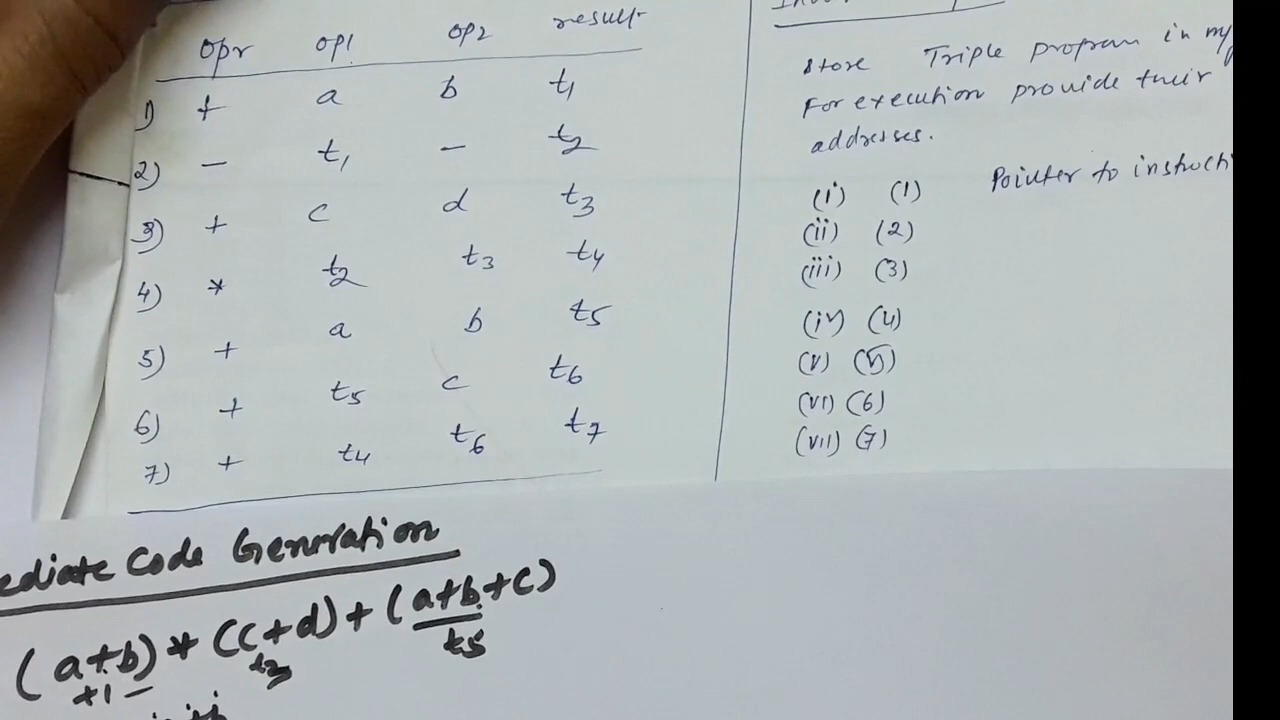 opr op1 op2 result
1) + a b t1
2) — t1 — t2
3) + c d t3
4) * t2 t3 t4
5) + a b t5
6) + t5 c t6
7) + t4 t6 t7
store Triple program in my
For execution provide their
addresses.
Pointer to instructi
(i) (1)
(ii) (2)
(iii) (3)
(iv) (4)
(v) (5)
(vi) (6)
(vii) (7)
ediate Code Generation
(a+b) * (c+d) + (a+b+c)
t1 — t3 t5